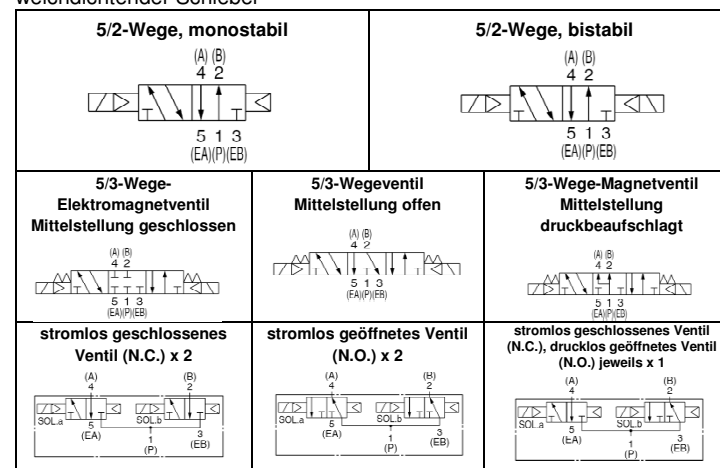 weichdichtender Schieber
5/2-Wege, monostabil
(A) (B)
4 2
5 1 3
(EA)(P)(EB)
5/2-Wege, bistabil
(A) (B)
4 2
5 1 3
(EA)(P)(EB)
5/3-Wege-
Elektromagnetventil
Mittelstellung geschlossen
(A) (B)
4 2
5 1 3
(EA)(P)(EB)
5/3-Wegeventil
Mittelstellung offen
(A) (B)
4 2
5 1 3
(EA)(P)(EB)
5/3-Wege-Magnetventil
Mittelstellung
druckbeaufschlagt
(A) (B)
4 2
5 1 3
(EA)(P)(EB)
stromlos geschlossenes
Ventil (N.C.) x 2
(A) (B)
4 2
SOL.a SOL.b
5 1 3
(EA) (P) (EB)
stromlos geöffnetes Ventil
(N.O.) x 2
(A) (B)
4 2
SOL.a SOL.b
5 1 3
(EA) (P) (EB)
stromlos geschlossenes Ventil
(N.C.), drucklos geöffnetes Ventil
(N.O.) jeweils x 1
(A) (B)
4 2
SOL.a SOL.b
5 1 3
(EA) (P) (EB)